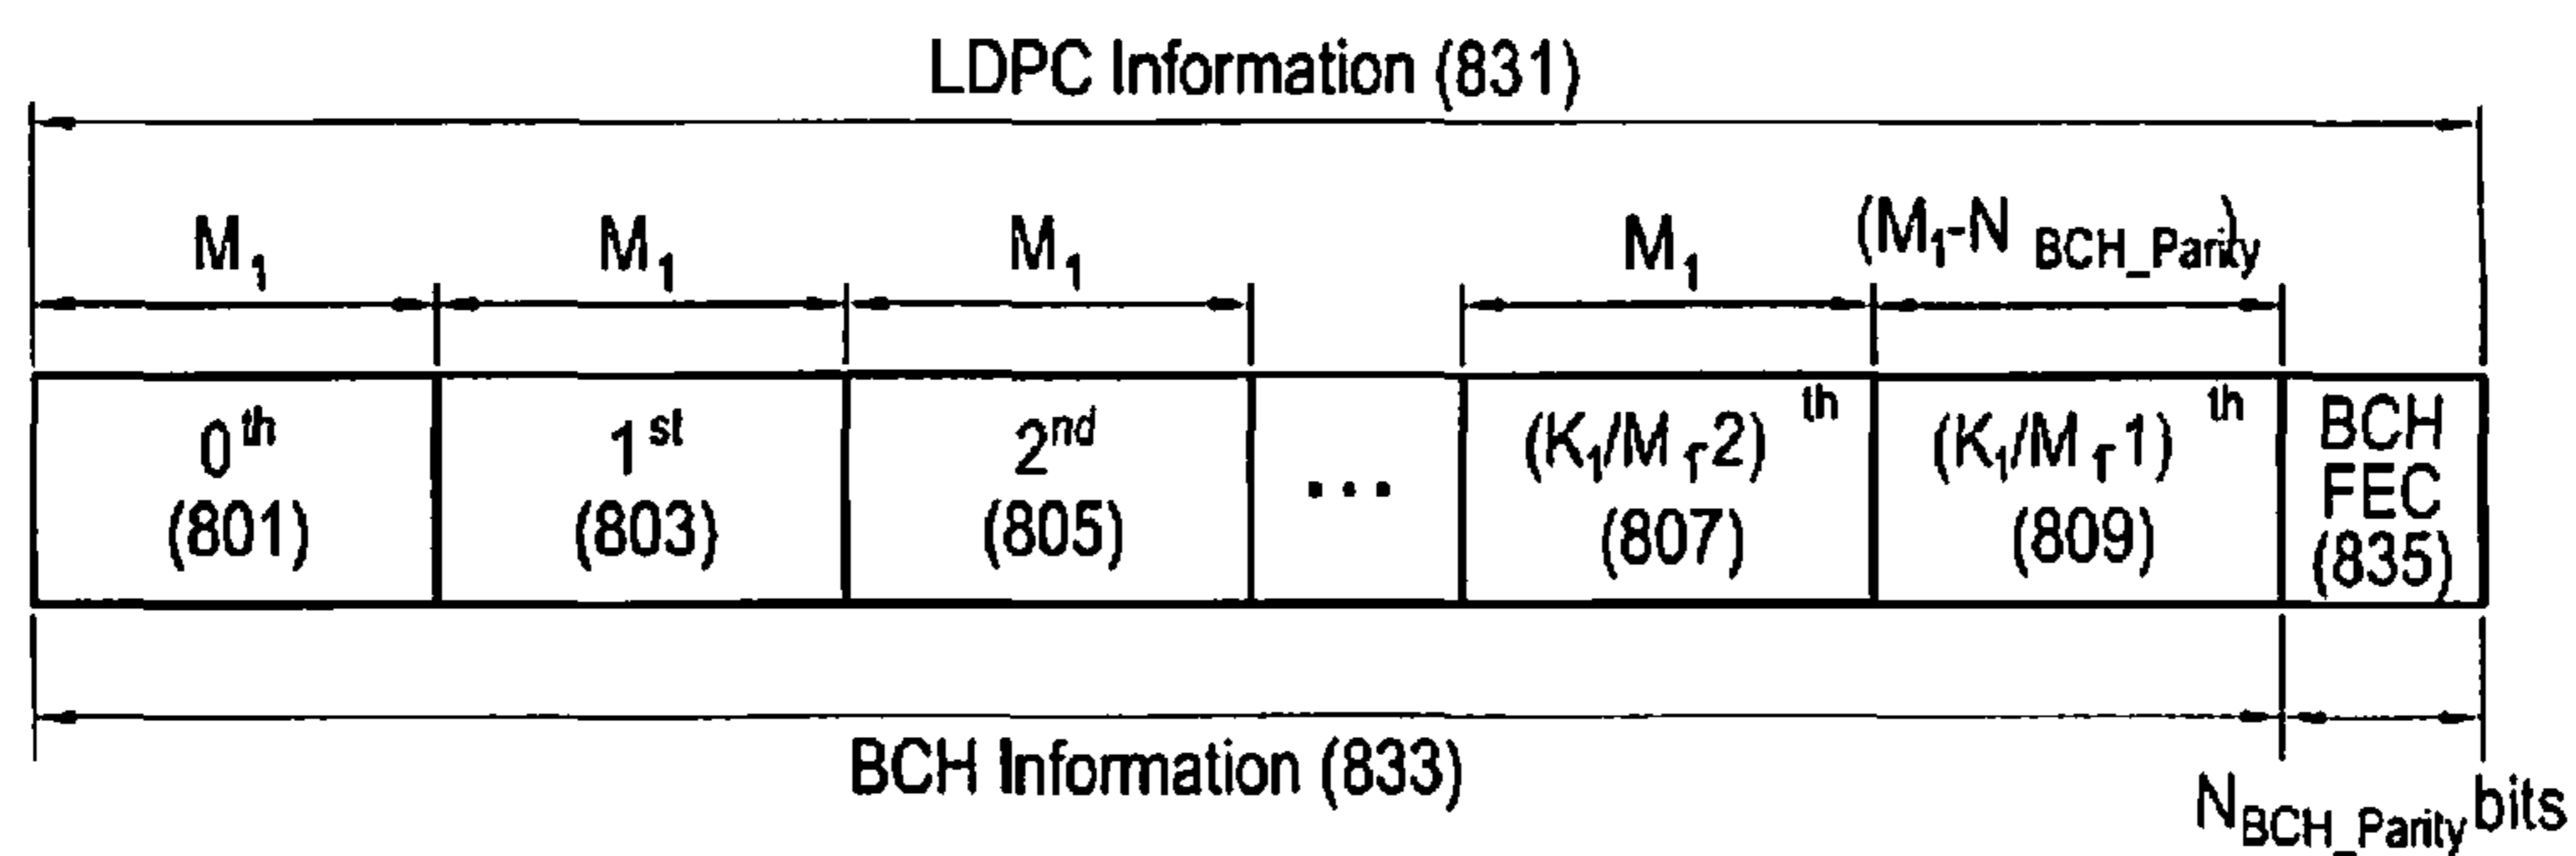 LDPC Information (831)
M₁ M₁ M₁ M₁ (M₁-N BCH_Parity)
0th 1st 2nd (K₁/M₁-2)th (K₁/M₁-1)th BCH
(801) (803) (805) ... (807) (809) FEC
(835)
BCH Information (833)
N BCH_Parity bits